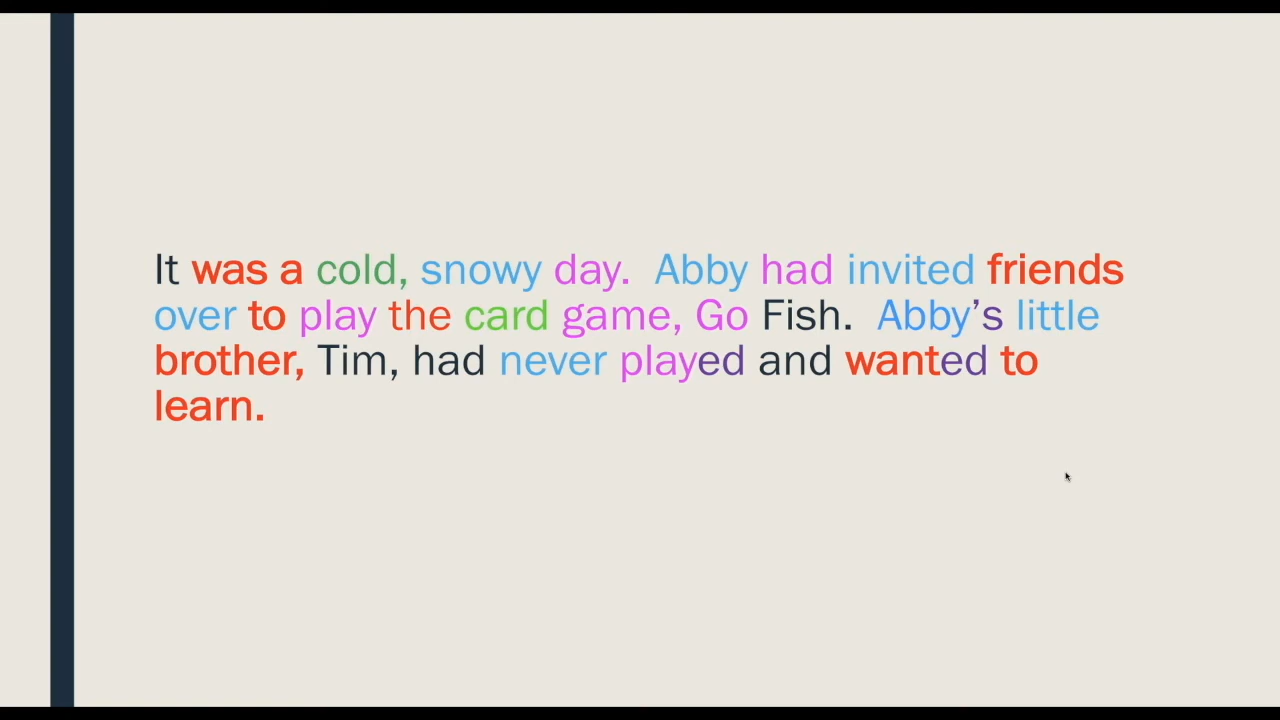 It was a cold, snowy day.  Abby had invited friends
over to play the card game, Go Fish.  Abby’s little
brother, Tim, had never played and wanted to
learn.